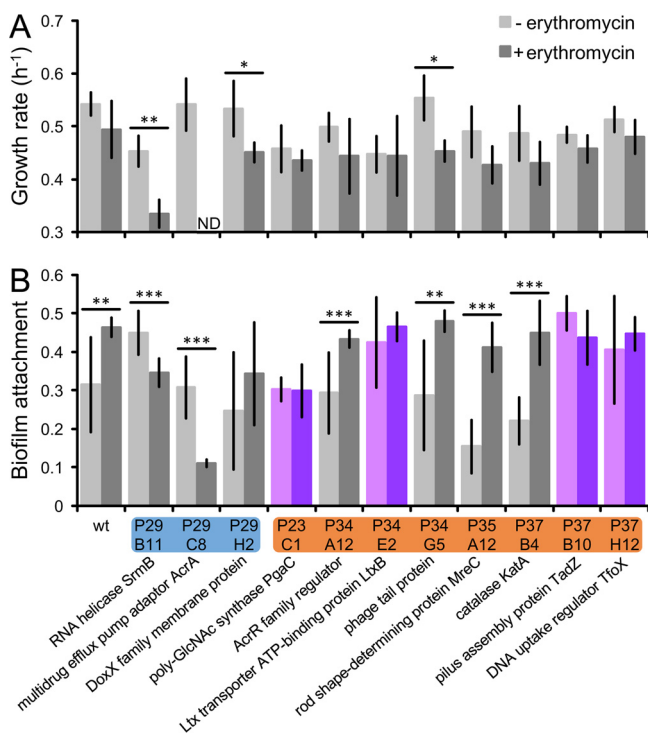 A
- erythromycin
+ erythromycin
Growth rate (h⁻¹)
0.7
0.6
0.5
0.4
0.3
**
*
*
ND
B
Biofilm attachment
0.6
0.5
0.4
0.3
0.2
0.1
0
**
***
***
***
**
***
***
wt
P29 B11
P29 C8
P29 H2
P23 C1
P34 A12
P34 E2
P34 G5
P35 A12
P37 B4
P37 B10
P37 H12
RNA helicase SrmB
multidrug efflux pump adaptor AcrA
DoxX family membrane protein
poly-GlcNAc synthase PgaC
AcrR family regulator
Ltx transporter ATP-binding protein LtxB
phage tail protein
rod shape-determining protein MreC
catalase KatA
pilus assembly protein TadZ
DNA uptake regulator TfoX